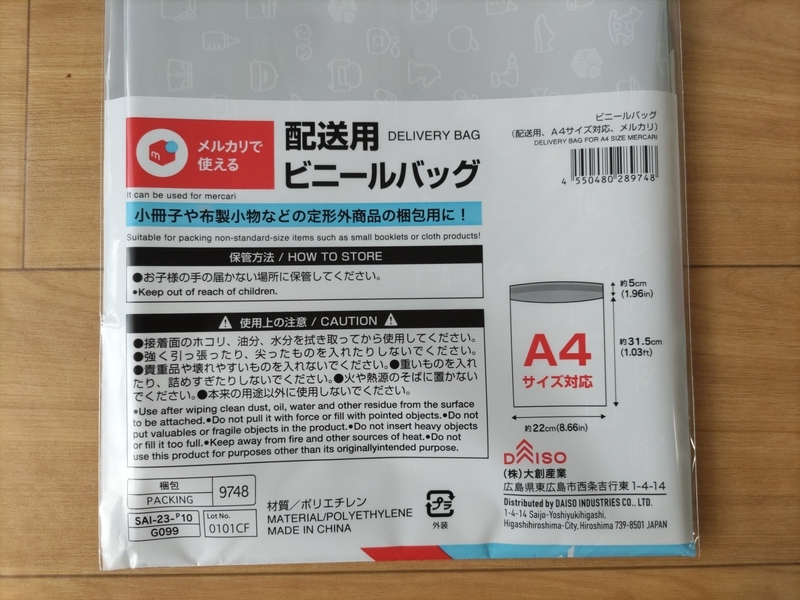 メルカリで
使える
配送用 DELIVERY BAG
ビニールバッグ
It can be used for mercari
小冊子や布製小物などの定形外商品の梱包用に！
Suitable for packing non-standard-size items such as small booklets or cloth products!
保管方法 / HOW TO STORE
●お子様の手の届かない場所に保管してください。
●Keep out of reach of children.
⚠ 使用上の注意 / CAUTION ⚠
●接着面のホコリ、油分、水分を拭き取ってから使用してください。
●強く引っ張ったり、尖ったものを入れたりしないでください。
●貴重品や壊れやすいものを入れないでください。●重いものを入れ
たり、詰めすぎたりしないでください。●火や熱源のそばに置かない
でください。●本来の用途以外に使用しないでください。
●Use after wiping clean dust, oil, water and other residue from the surface
to be attached.●Do not pull it with force or fill with pointed objects.●Do not
put valuables or fragile objects in the product.●Do not insert heavy objects
or fill it too full.●Keep away from fire and other sources of heat.●Do not
use this product for purposes other than its originallyintended purpose.
梱包
PACKING
9748
SAI-23-P10
G099
Lot No.
0101CF
材質／ポリエチレン
MATERIAL/POLYETHYLENE
MADE IN CHINA
プラ
外装
ビニールバッグ
(配送用、A4サイズ対応、メルカリ)
DELIVERY BAG FOR A4 SIZE MERCARI
4 550480 289748
約5cm
(1.96in)
A4
サイズ対応
約31.5cm
(1.03ft)
約22cm(8.66in)
DAISO
(株)大創産業
広島県東広島市西条吉行東1-4-14
Distributed by DAISO INDUSTRIES CO., LTD.
1-4-14 Saijo-Yoshiyukihigashi,
Higashihiroshima-City, Hiroshima 739-8501 JAPAN